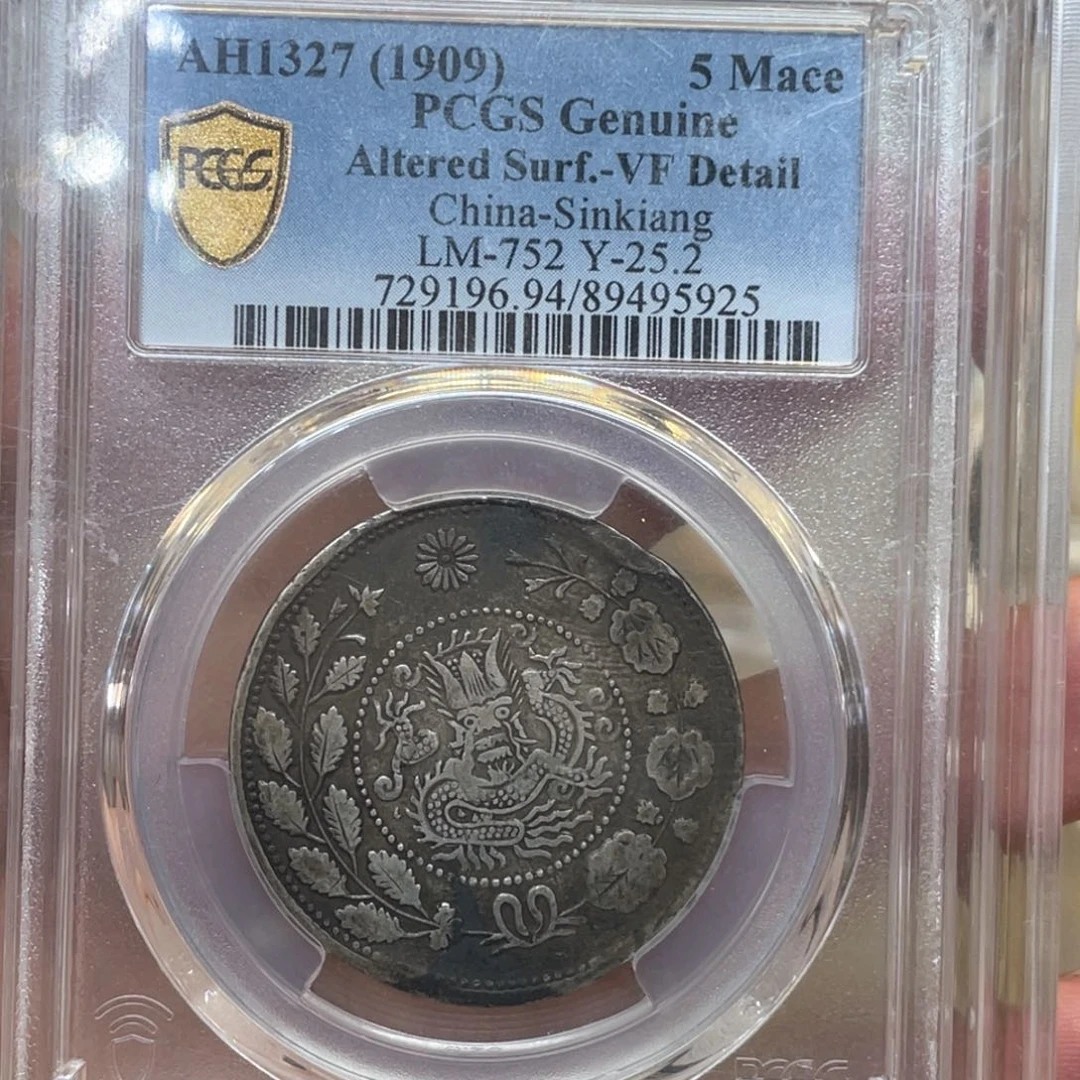 AH1327 (1909) 5 Mace
PCGS Genuine
PCGS
Altered Surf.-VF Detail
China-Sinkiang
LM-752 Y-25.2
729196.94/89495925
PCGS